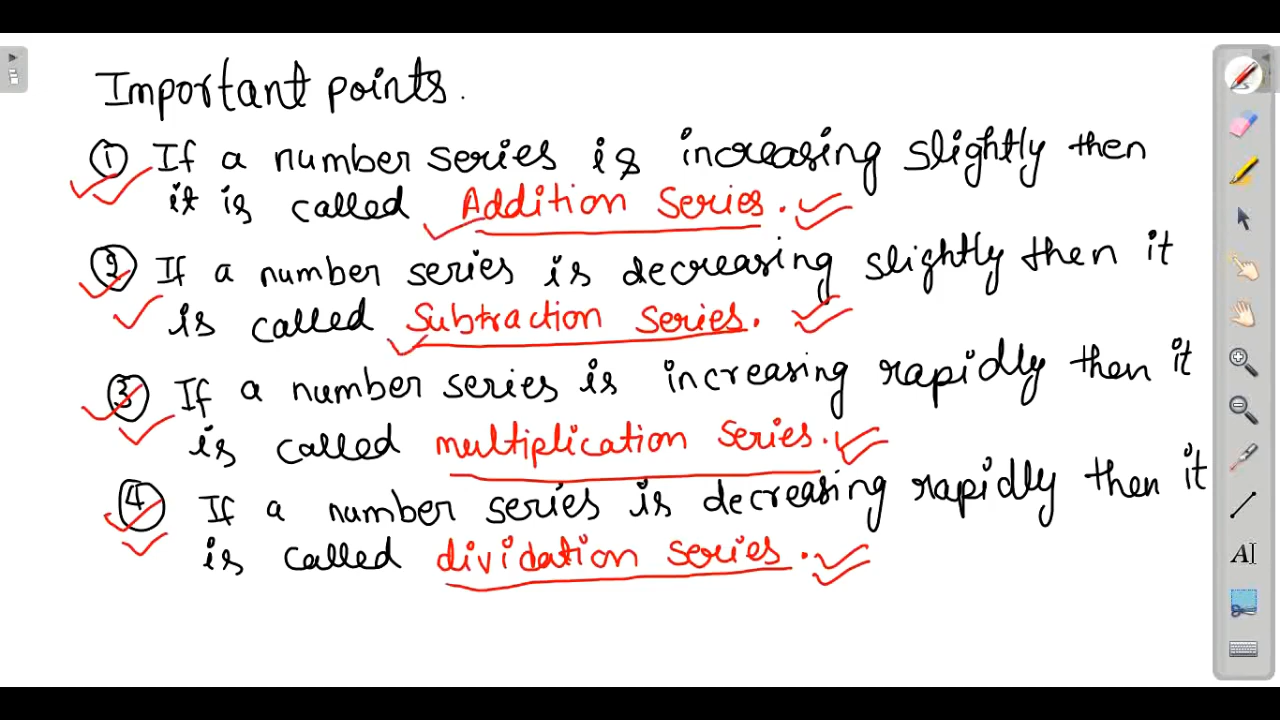 Important points.
① If a number series is increasing slightly then
it is called Addition Series.
② If a number series is decreasing slightly then it
is called Subtraction Series.
③ If a number series is increasing rapidly then it
is called multiplication Series.
④ If a number series is decreasing rapidly then it
is called dividation series.
AI